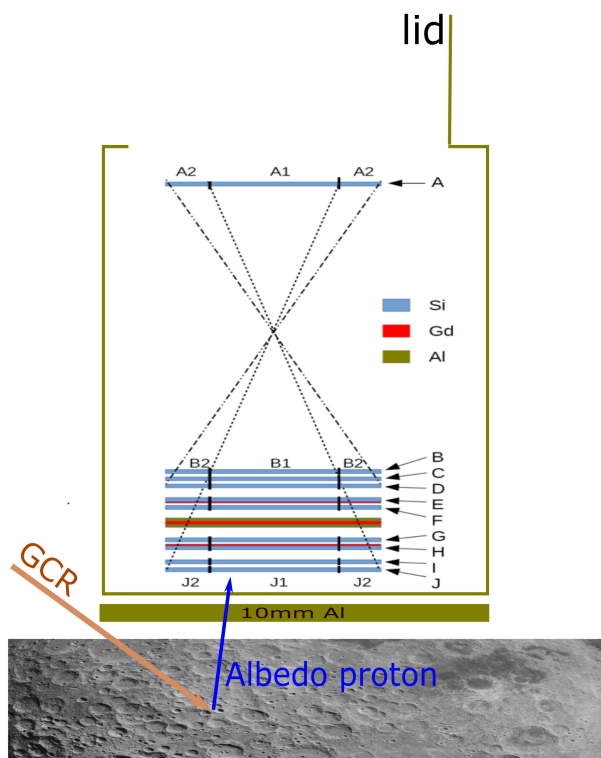 lid
A2 A1 A2
A
Si
Gd
Al
B
B2 B1 B2
C
D
E
F
G
H
I
J2 J1 J2
J
10mm Al
GCR
Albedo proton